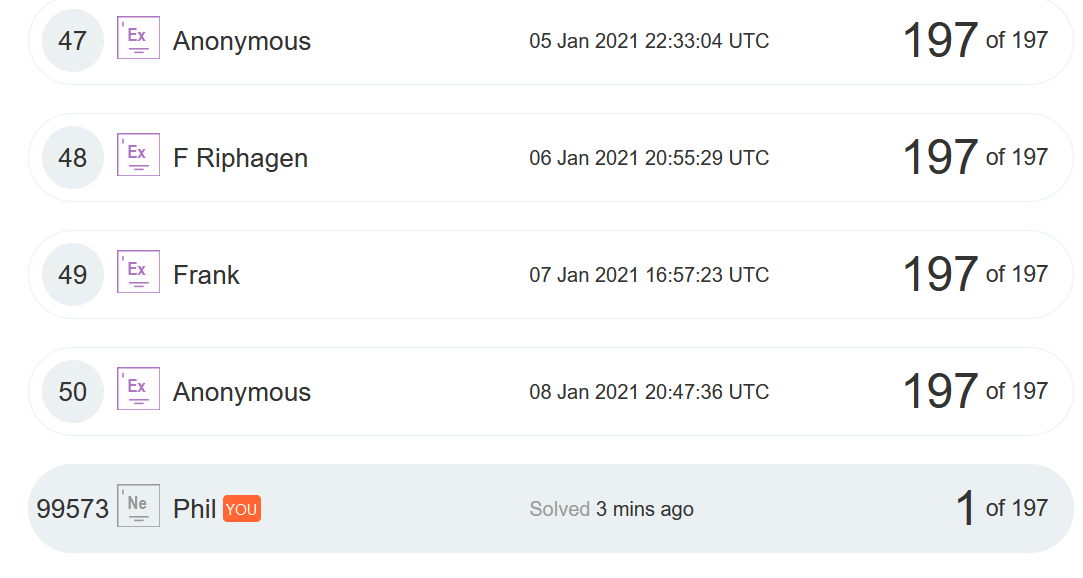 47 Ex Anonymous 05 Jan 2021 22:33:04 UTC 197 of 197
48 Ex F Riphagen 06 Jan 2021 20:55:29 UTC 197 of 197
49 Ex Frank 07 Jan 2021 16:57:23 UTC 197 of 197
50 Ex Anonymous 08 Jan 2021 20:47:36 UTC 197 of 197
99573 Ne Phil YOU Solved 3 mins ago 1 of 197